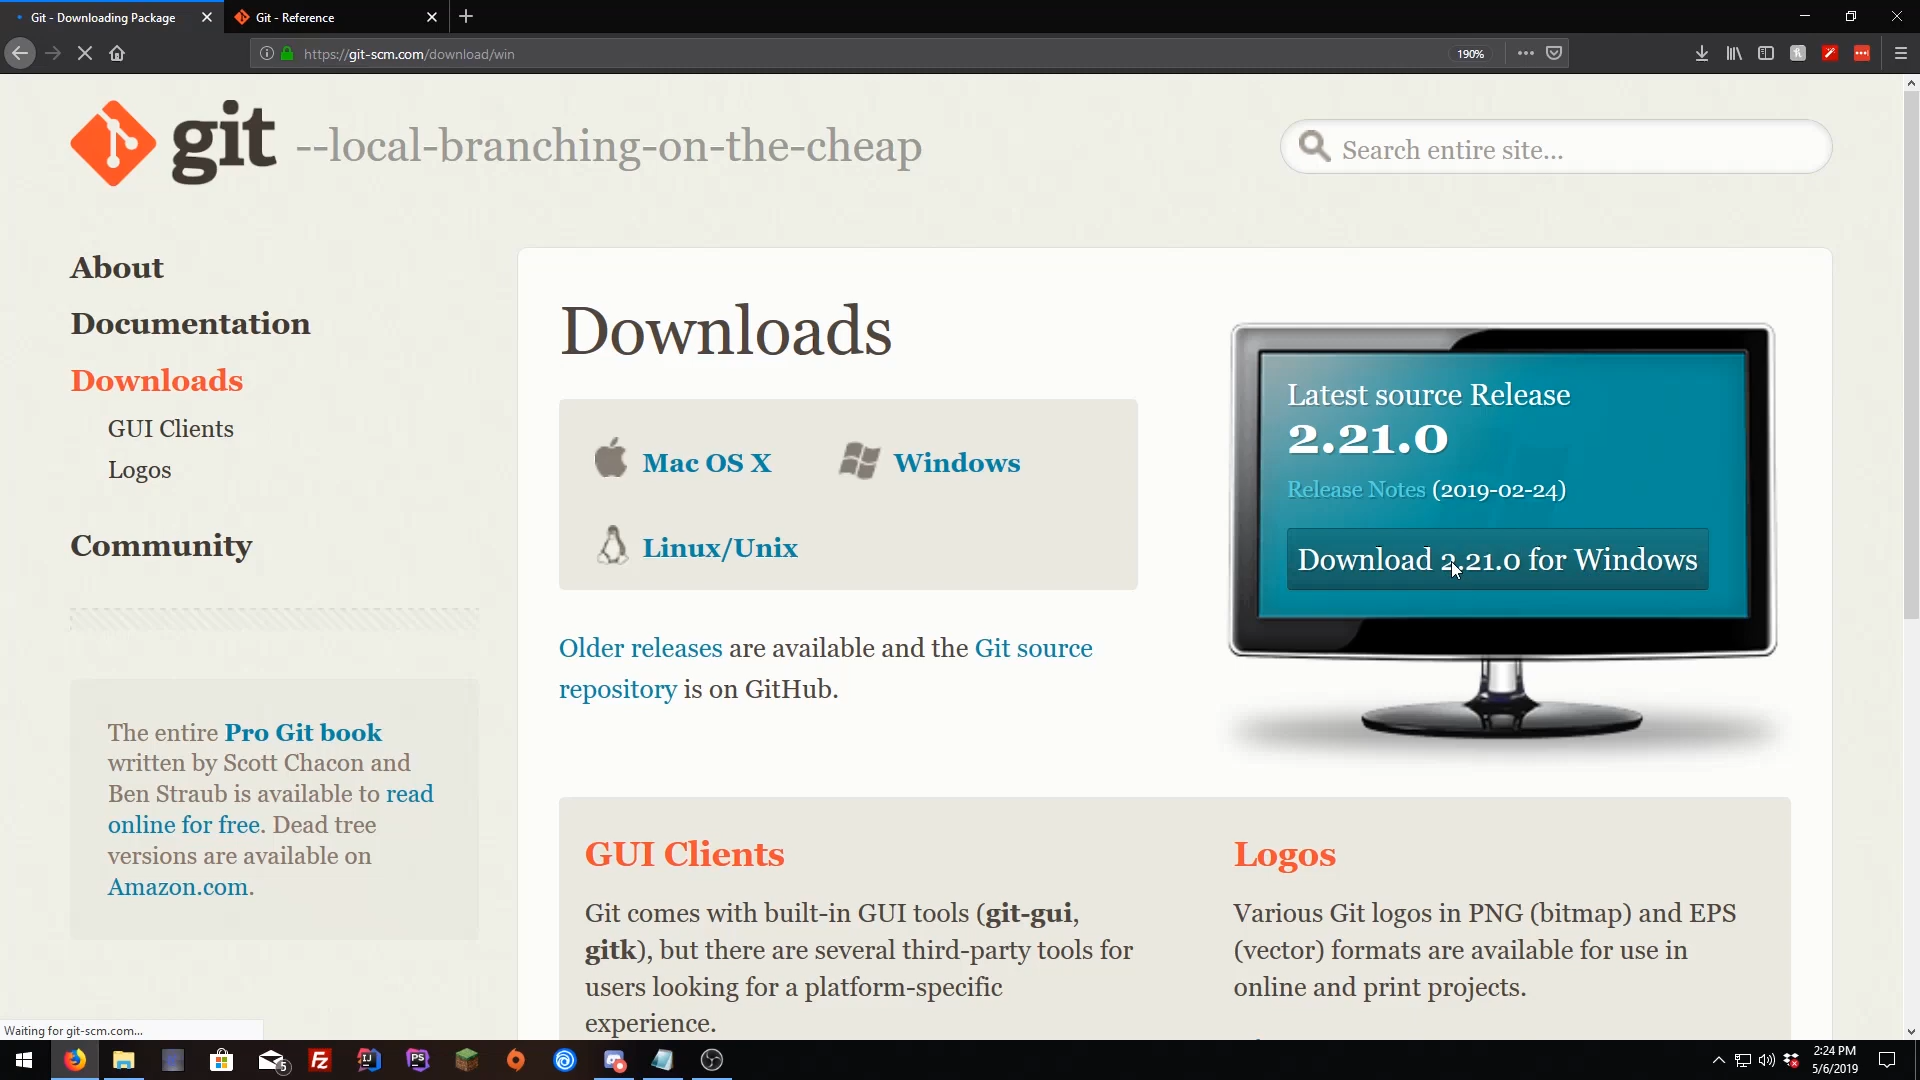 Git - Downloading Package
Git - Reference
https://git-scm.com/download/win
190%
git --local-branching-on-the-cheap
Search entire site...
About
Documentation
Downloads
GUI Clients
Logos
Community
The entire Pro Git book
written by Scott Chacon and
Ben Straub is available to read
online for free. Dead tree
versions are available on
Amazon.com.
Downloads
Mac OS X
Windows
Linux/Unix
Older releases are available and the Git source
repository is on GitHub.
Latest source Release
2.21.0
Release Notes (2019-02-24)
Download 2.21.0 for Windows
GUI Clients
Git comes with built-in GUI tools (git-gui,
gitk), but there are several third-party tools for
users looking for a platform-specific
experience.
Logos
Various Git logos in PNG (bitmap) and EPS
(vector) formats are available for use in
online and print projects.
Waiting for git-scm.com...
5
FZ
IJ
PS
2:24 PM
5/6/2019